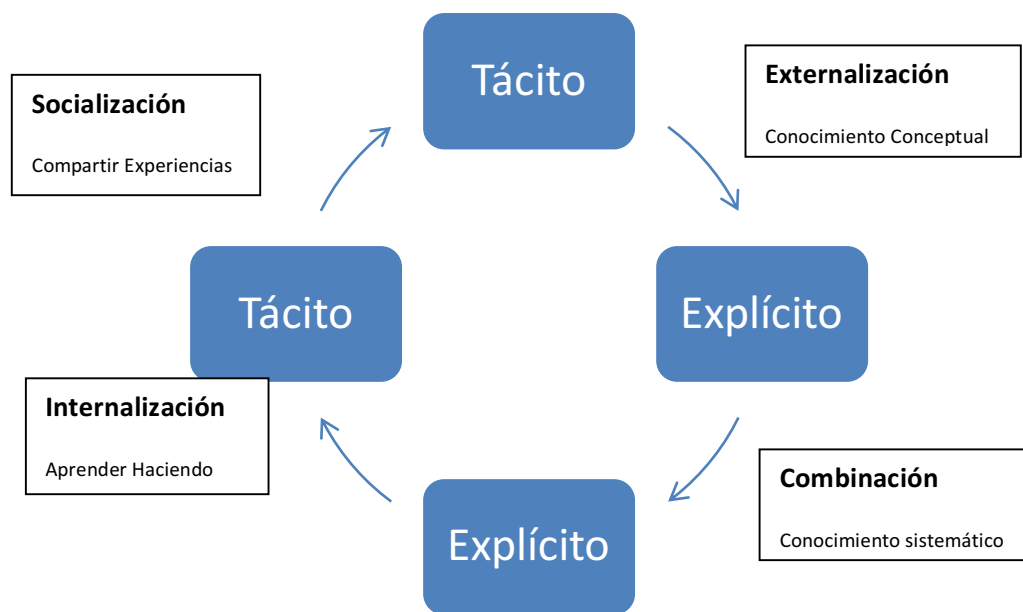 Tácito
Externalización
Conocimiento Conceptual
Socialización
Compartir Experiencias
Tácito
Explícito
Internalización
Aprender Haciendo
Combinación
Conocimiento sistemático
Explícito